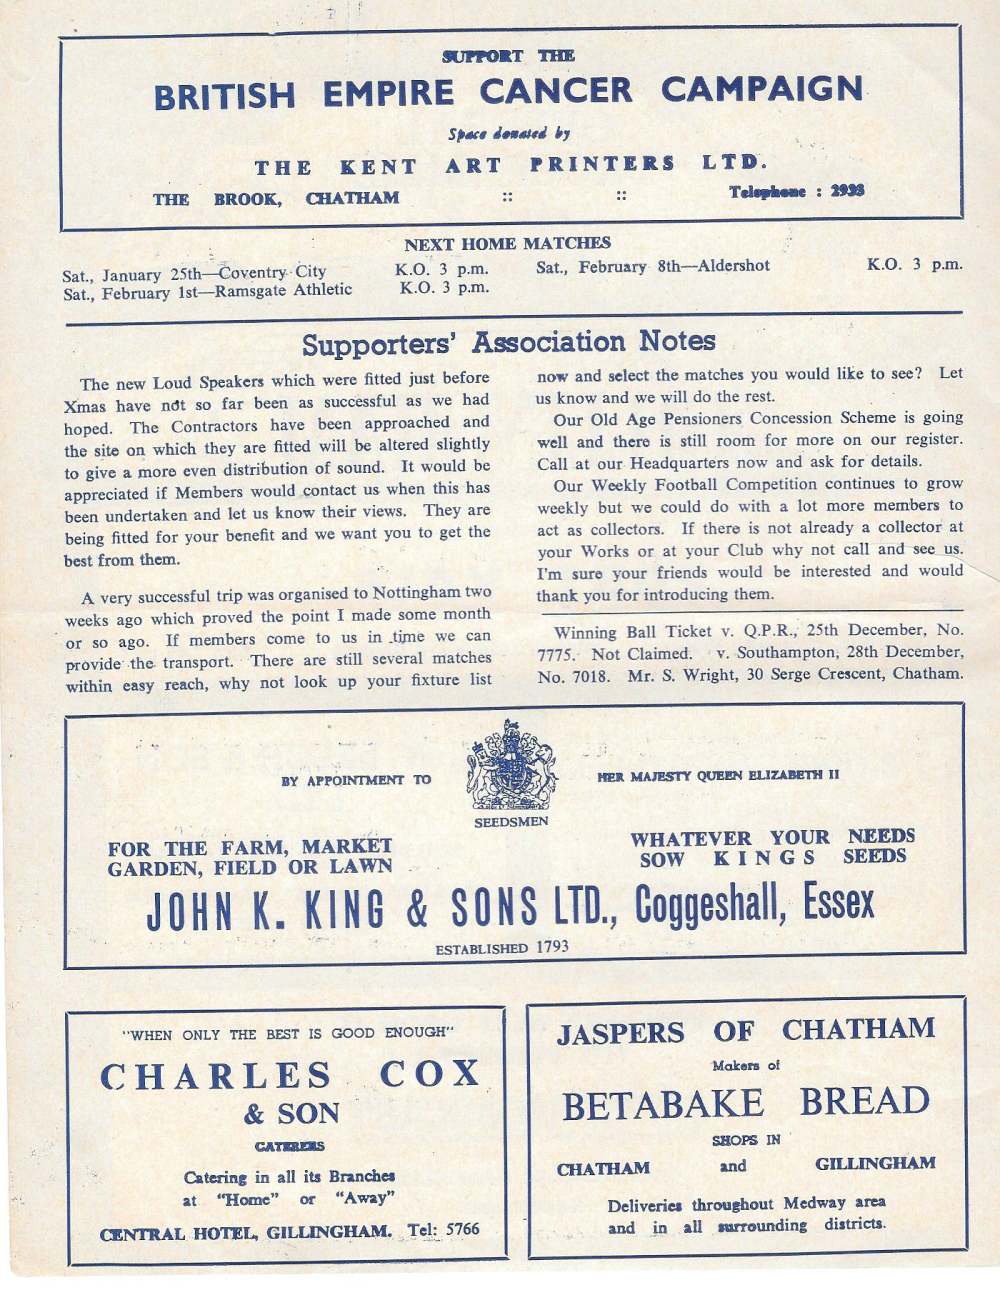 SUPPORT THE
BRITISH EMPIRE CANCER CAMPAIGN
Space donated by
THE KENT ART PRINTERS LTD.
THE BROOK, CHATHAM :: :: Telephone : 2938
NEXT HOME MATCHES
Sat., January 25th—Coventry City K.O. 3 p.m.
Sat., February 1st—Ramsgate Athletic K.O. 3 p.m.
Sat., February 8th—Aldershot K.O. 3 p.m.
Supporters' Association Notes
The new Loud Speakers which were fitted just before
Xmas have not so far been as successful as we had
hoped. The Contractors have been approached and
the site on which they are fitted will be altered slightly
to give a more even distribution of sound. It would be
appreciated if Members would contact us when this has
been undertaken and let us know their views. They are
being fitted for your benefit and we want you to get the
best from them.
A very successful trip was organised to Nottingham two
weeks ago which proved the point I made some month
or so ago. If members come to us in time we can
provide the transport. There are still several matches
within easy reach, why not look up your fixture list
now and select the matches you would like to see? Let
us know and we will do the rest.
Our Old Age Pensioners Concession Scheme is going
well and there is still room for more on our register.
Call at our Headquarters now and ask for details.
Our Weekly Football Competition continues to grow
weekly but we could do with a lot more members to
act as collectors. If there is not already a collector at
your Works or at your Club why not call and see us.
I'm sure your friends would be interested and would
thank you for introducing them.
Winning Ball Ticket v. Q.P.R., 25th December, No.
7775. Not Claimed. v. Southampton, 28th December,
No. 7018. Mr. S. Wright, 30 Serge Crescent, Chatham.
BY APPOINTMENT TO HER MAJESTY QUEEN ELIZABETH II
SEEDSMEN
FOR THE FARM, MARKET
GARDEN, FIELD OR LAWN
WHATEVER YOUR NEEDS
SOW KINGS SEEDS
JOHN K. KING & SONS LTD., Coggeshall, Essex
ESTABLISHED 1793
"WHEN ONLY THE BEST IS GOOD ENOUGH"
CHARLES COX
& SON
CATERERS
Catering in all its Branches
at "Home" or "Away"
CENTRAL HOTEL, GILLINGHAM. Tel: 5766
JASPERS OF CHATHAM
Makers of
BETABAKE BREAD
SHOPS IN
CHATHAM and GILLINGHAM
Deliveries throughout Medway area
and in all surrounding districts.